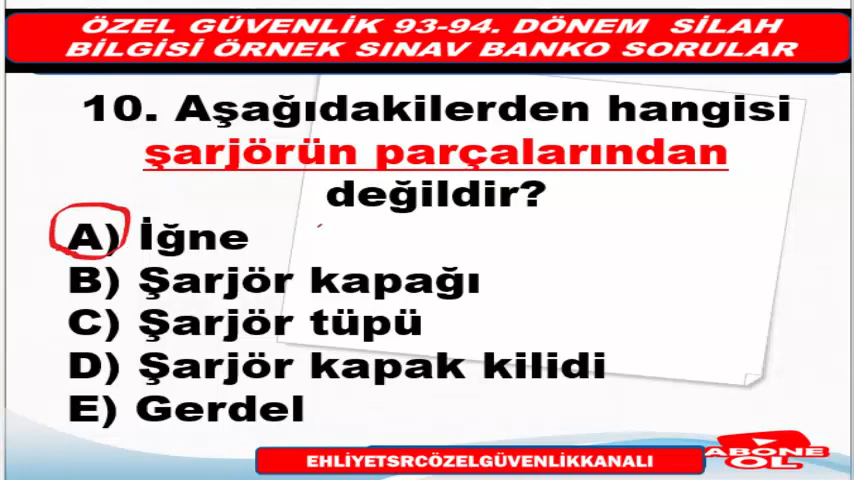 ÖZEL GÜVENLİK 93-94. DÖNEM SİLAH
BİLGİSİ ÖRNEK SINAV BANKO SORULAR
10. Aşağıdakilerden hangisi
şarjörün parçalarından
değildir?
A) İğne
B) Şarjör kapağı
C) Şarjör tüpü
D) Şarjör kapak kilidi
E) Gerdel
EHLİYETSRCÖZELGÜVENLİKKANALI
ABONE
OL